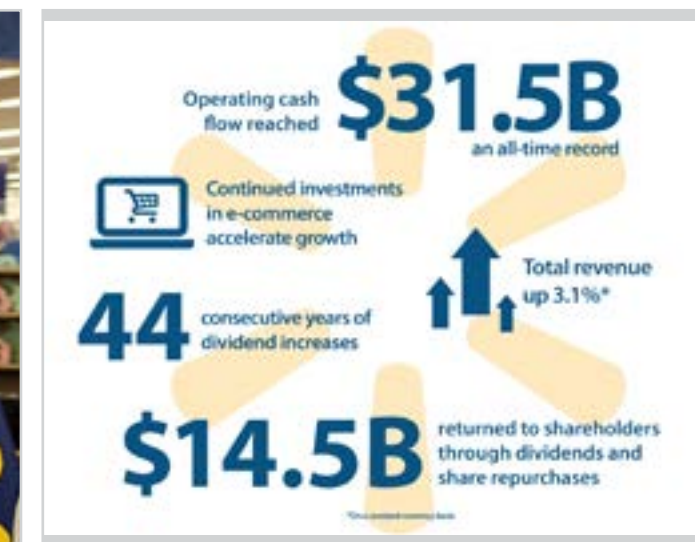 Operating cash
flow reached
$31.5B
an all-time record
Continued investments
in e-commerce
accelerate growth
Total revenue
up 3.1%*
44
consecutive years of
dividend increases
$14.5B
returned to shareholders
through dividends and
share repurchases